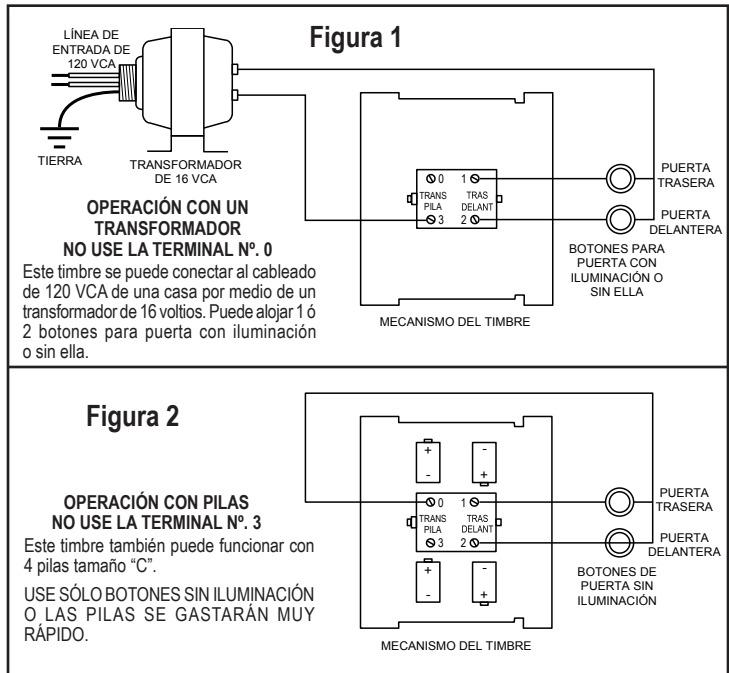 Figura 1
LÍNEA DE
ENTRADA DE
120 VCA
TIERRA
TRANSFORMADOR
DE 16 VCA
OPERACIÓN CON UN
TRANSFORMADOR
NO USE LA TERMINAL Nº. 0
Este timbre se puede conectar al cableado
de 120 VCA de una casa por medio de un
transformador de 16 voltios. Puede alojar 1 ó
2 botones para puerta con iluminación
o sin ella.
0 1
TRANS TRAS
PILA DELANT
3 2
MECANISMO DEL TIMBRE
PUERTA
TRASERA
PUERTA
DELANTERA
BOTONES PARA
PUERTA CON
ILUMINACIÓN O
SIN ELLA
Figura 2
OPERACIÓN CON PILAS
NO USE LA TERMINAL Nº. 3
Este timbre también puede funcionar con
4 pilas tamaño “C”.
USE SÓLO BOTONES SIN ILUMINACIÓN
O LAS PILAS SE GASTARÁN MUY
RÁPIDO.
+ -
- +
0 1
TRANS TRAS
PILA DELANT
3 2
+ -
- +
MECANISMO DEL TIMBRE
PUERTA
TRASERA
PUERTA
DELANTERA
BOTONES DE
PUERTA SIN
ILUMINACIÓN